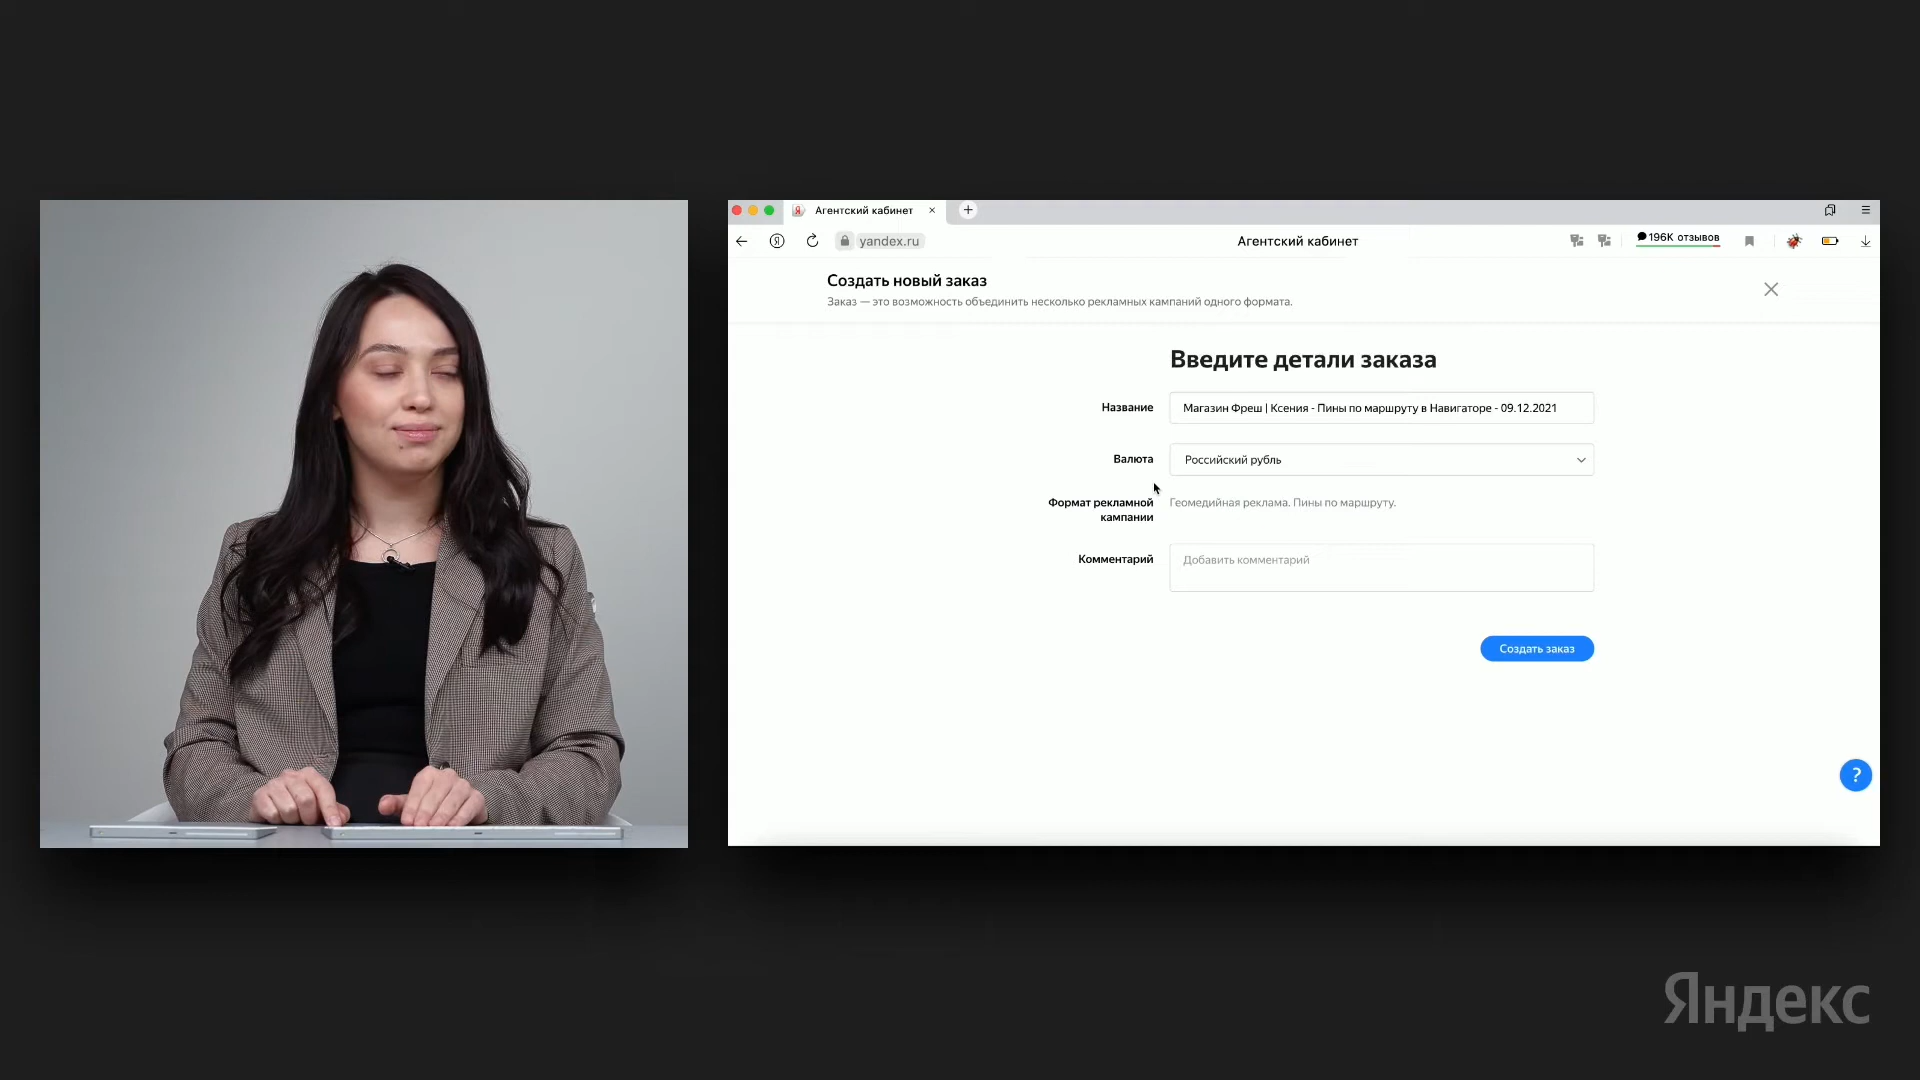 Агентский кабинет
yandex.ru
Агентский кабинет
196K отзывов
Создать новый заказ
Заказ — это возможность объединить несколько рекламных кампаний одного формата.
Введите детали заказа
Название
Магазин Фреш | Ксения - Пины по маршруту в Навигаторе - 09.12.2021
Валюта
Российский рубль
Формат рекламной
кампании
Геомедийная реклама. Пины по маршруту.
Комментарий
Добавить комментарий
Создать заказ
?
Яндекс